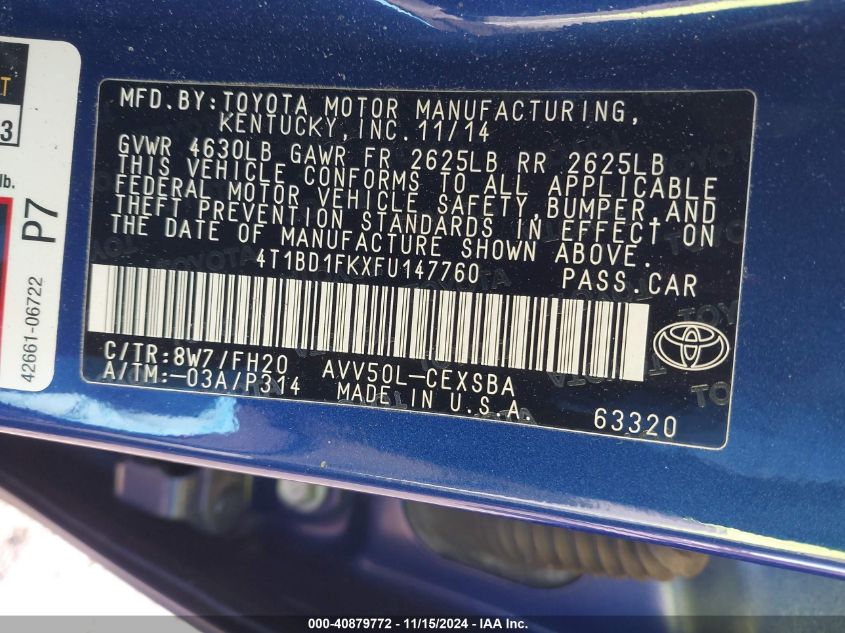 T
3
lb.
P7
42661-06722
MFD.BY:TOYOTA MOTOR MANUFACTURING,
KENTUCKY, INC. 11/14
GVWR 4630LB GAWR FR 2625LB RR 2625LB
THIS VEHICLE CONFORMS TO ALL APPLICABLE
FEDERAL MOTOR VEHICLE SAFETY,BUMPER,AND
THEFT PREVENTION STANDARDS IN EFFECT ON
THE DATE OF MANUFACTURE SHOWN ABOVE.
4T1BD1FKXFU147760 PASS.CAR
C/TR:8W7/FH20 AVV50L-CEXSBA
A/TM:-03A/P314 MADE IN U.S.A. 63320
000-40879772 - 11/15/2024 - IAA Inc.